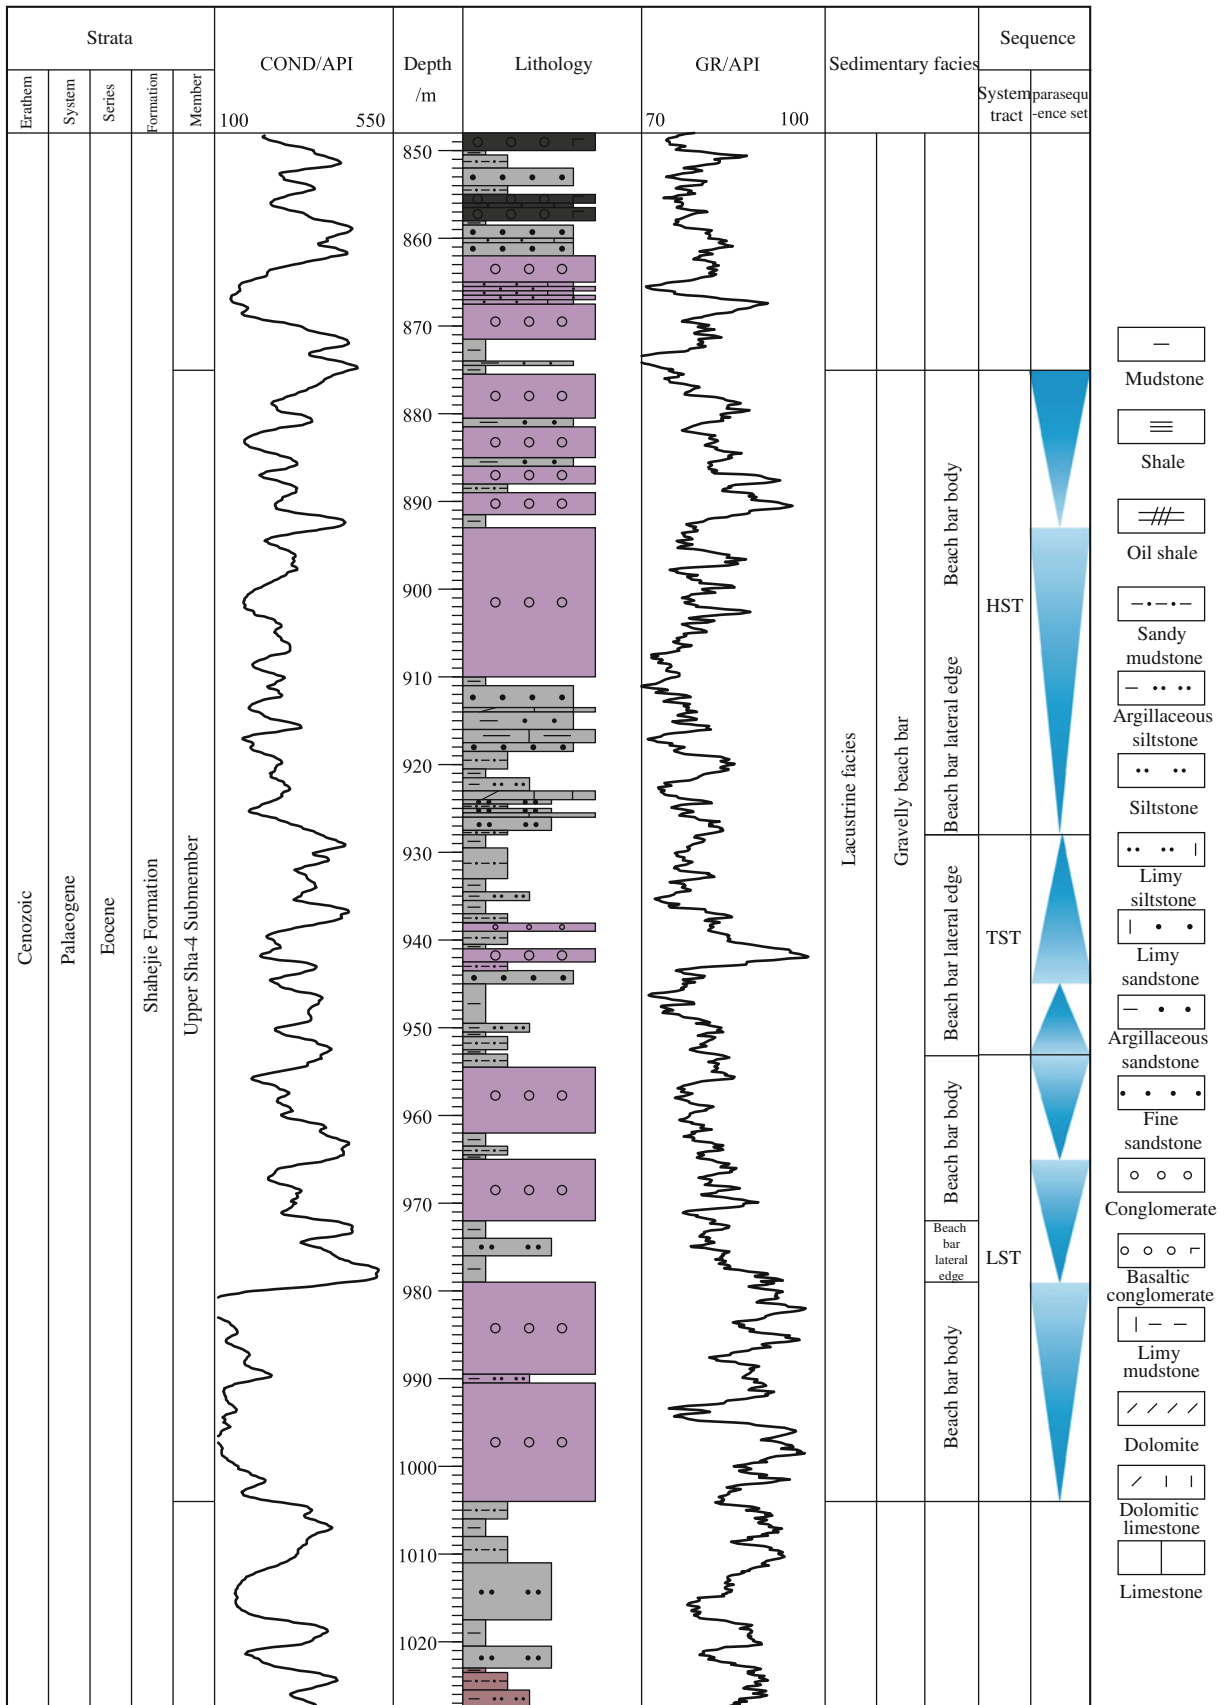 Strata
COND/API
Depth
/m
Lithology
GR/API
Sedimentary facies
Sequence
Erathem
System
Series
Formation
Member
System
tract
parasequ
-ence set
100
550
70
100
850
860
870
880
890
900
910
920
930
940
950
960
970
980
990
1000
1010
1020
Cenozoic
Palaeogene
Eocene
Shahejie Formation
Upper Sha-4 Submember
Lacustrine facies
Gravelly beach bar
Beach bar body
Beach bar lateral edge
Beach bar lateral edge
Beach bar body
Beach
bar
lateral
edge
Beach bar body
HST
TST
LST
Mudstone
Shale
Oil shale
Sandy
mudstone
Argillaceous
siltstone
Siltstone
Limy
siltstone
Limy
sandstone
Argillaceous
sandstone
Fine
sandstone
Conglomerate
Basaltic
conglomerate
Limy
mudstone
Dolomite
Dolomitic
limestone
Limestone